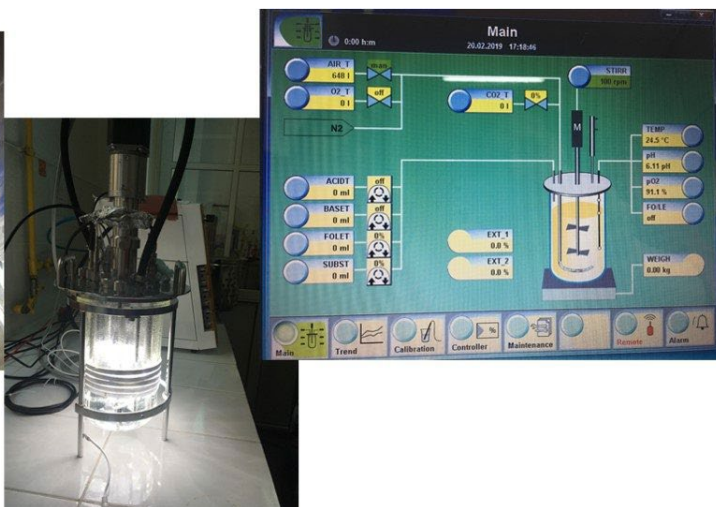 Main
0:00 h:m
20.02.2019 17:18:46
AIR_T
648 l
man
O2_T
0 l
off
N2
CO2_T
0 l
0%
STIRR
100 rpm
M
TEMP
24.5 °C
pH
6.11 pH
pO2
91.1 %
FO/LE
off
ACIDT
0 ml
off
BASET
0 ml
off
FOLET
0 ml
0%
SUBST
0 ml
0%
EXT_1
0.0 %
EXT_2
0.0 %
WEIGH
0.00 kg
Main
Trend
Calibration
Controller
%
Maintenance
Remote
Alarm